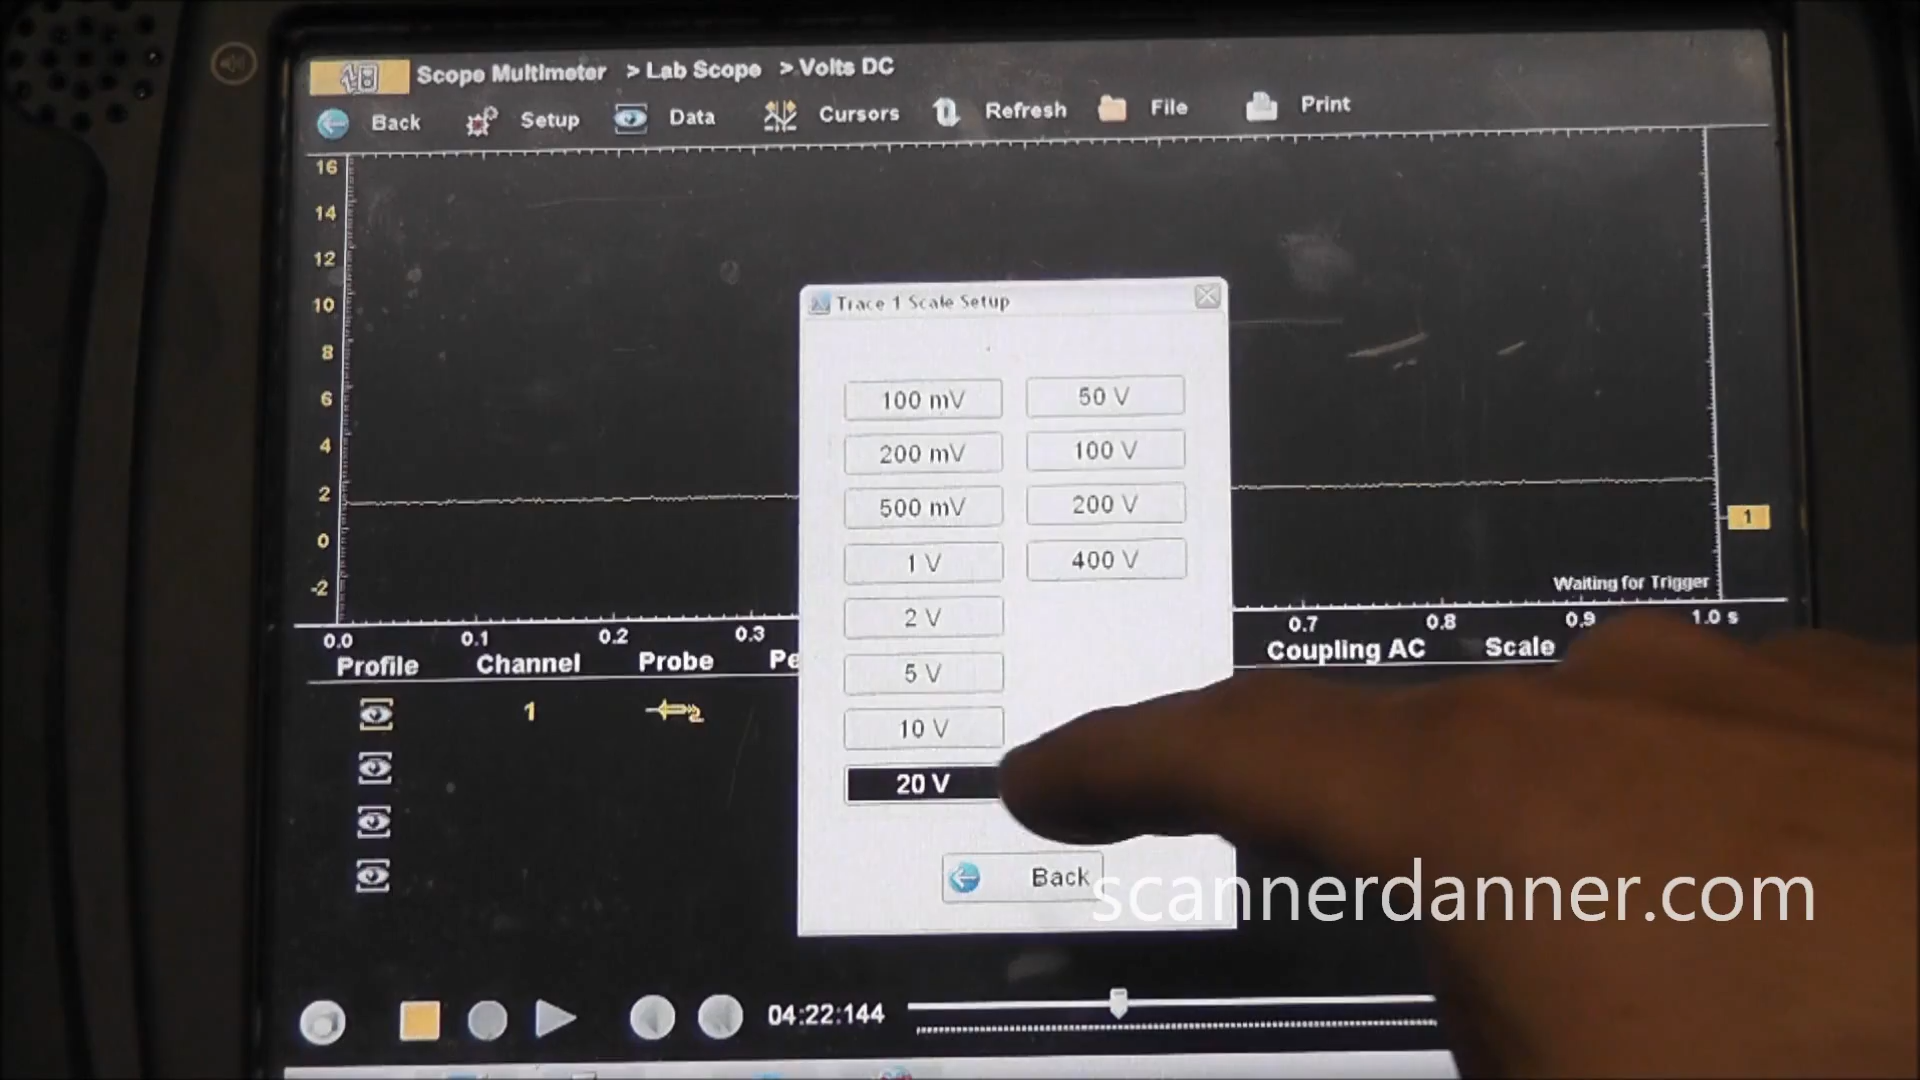 Scope Multimeter > Lab Scope > Volts DC
Back Setup Data Cursors Refresh File Print
16
14
12
10
8
6
4
2
0
-2
Trace 1 Scale Setup
100 mV 50 V
200 mV 100 V
500 mV 200 V
1 V 400 V
2 V
5 V
10 V
20 V
Back
1
Waiting for Trigger
0.0 0.1 0.2 0.3 0.7 0.8 0.9 1.0 s
Profile Channel Probe Pe Coupling AC Scale
1
scannerdanner.com
04:22:144